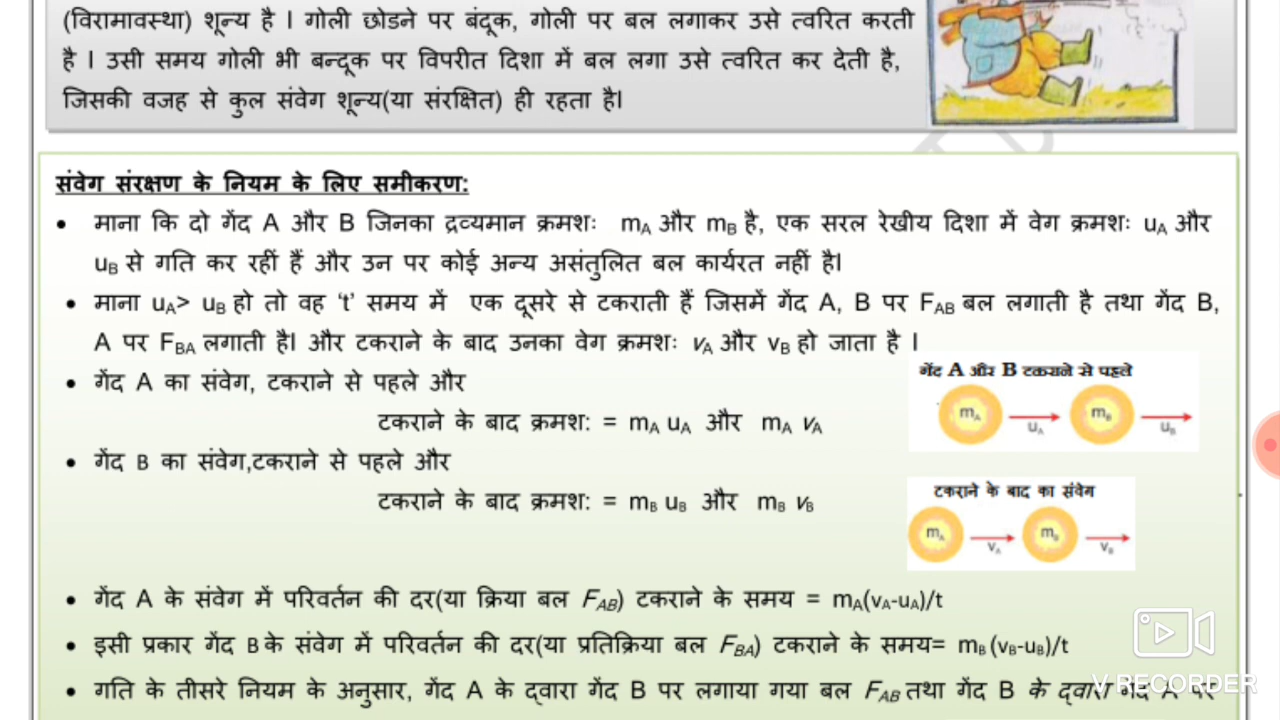 (विरामावस्था) शून्य है । गोली छोडने पर बंदूक, गोली पर बल लगाकर उसे त्वरित करती
है । उसी समय गोली भी बन्दूक पर विपरीत दिशा में बल लगा उसे त्वरित कर देती है,
जिसकी वजह से कुल संवेग शून्य(या संरक्षित) ही रहता है।
संवेग संरक्षण के नियम के लिए समीकरण:
• माना कि दो गेंद A और B जिनका द्रव्यमान क्रमशः mA और mB है, एक सरल रेखीय दिशा में वेग क्रमशः uA और
uB से गति कर रहीं हैं और उन पर कोई अन्य असंतुलित बल कार्यरत नहीं है।
• माना uA> uB हो तो वह ‘t’ समय में एक दूसरे से टकराती हैं जिसमें गेंद A, B पर FAB बल लगाती है तथा गेंद B,
A पर FBA लगाती है। और टकराने के बाद उनका वेग क्रमशः vA और vB हो जाता है ।
• गेंद A का संवेग, टकराने से पहले और
टकराने के बाद क्रमश: = mA uA और mA vA
• गेंद B का संवेग,टकराने से पहले और
टकराने के बाद क्रमश: = mB uB और mB vB
गेंद A और B टकराने से पहले
mA uA mB uB
टकराने के बाद का संवेग
mA vA mB vB
• गेंद A के संवेग में परिवर्तन की दर(या क्रिया बल FAB) टकराने के समय = mA(vA-uA)/t
• इसी प्रकार गेंद B के संवेग में परिवर्तन की दर(या प्रतिक्रिया बल FBA) टकराने के समय= mB (vB-uB)/t
• गति के तीसरे नियम के अनुसार, गेंद A के द्वारा गेंद B पर लगाया गया बल FAB तथा गेंद B के द्वारा गेंद A पर
V RECORDER